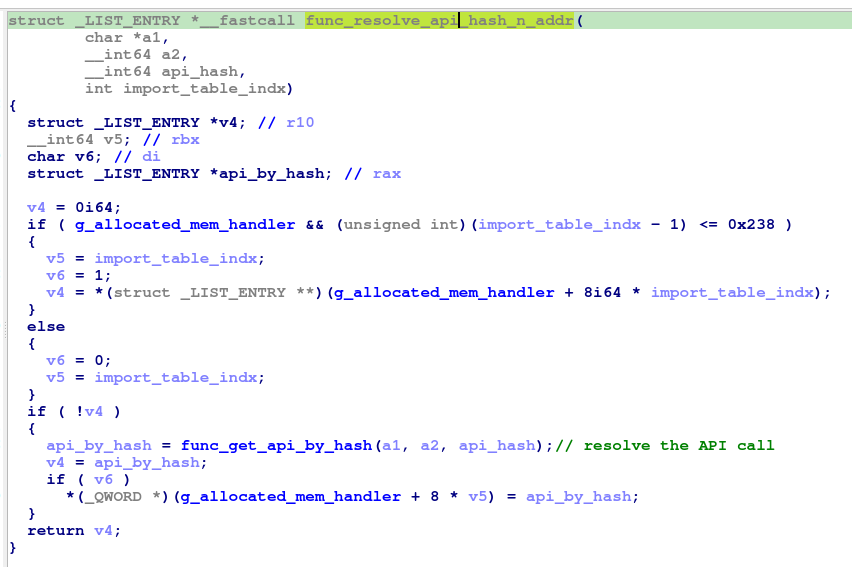 struct _LIST_ENTRY *__fastcall func_resolve_api_hash_n_addr(
        char *a1,
        __int64 a2,
        __int64 api_hash,
        int import_table_indx)
{
  struct _LIST_ENTRY *v4; // r10
  __int64 v5; // rbx
  char v6; // di
  struct _LIST_ENTRY *api_by_hash; // rax

  v4 = 0i64;
  if ( g_allocated_mem_handler && (unsigned int)(import_table_indx - 1) <= 0x238 )
  {
    v5 = import_table_indx;
    v6 = 1;
    v4 = *(struct _LIST_ENTRY **)(g_allocated_mem_handler + 8i64 * import_table_indx);
  }
  else
  {
    v6 = 0;
    v5 = import_table_indx;
  }
  if ( !v4 )
  {
    api_by_hash = func_get_api_by_hash(a1, a2, api_hash);// resolve the API call
    v4 = api_by_hash;
    if ( v6 )
      *(_QWORD *)(g_allocated_mem_handler + 8 * v5) = api_by_hash;
  }
  return v4;
}